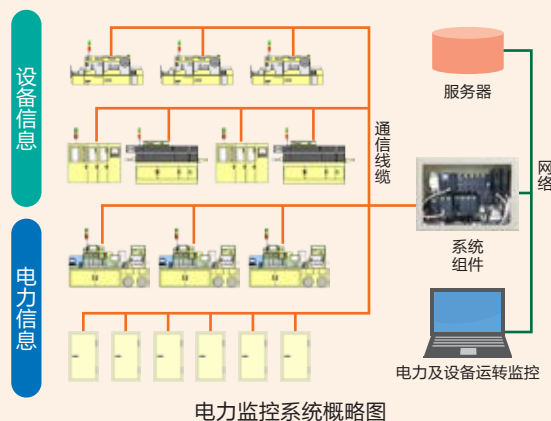 设备信息
电力信息
通信线缆
服务器
网络
系统
组件
电力及设备运转监控
电力监控系统概略图